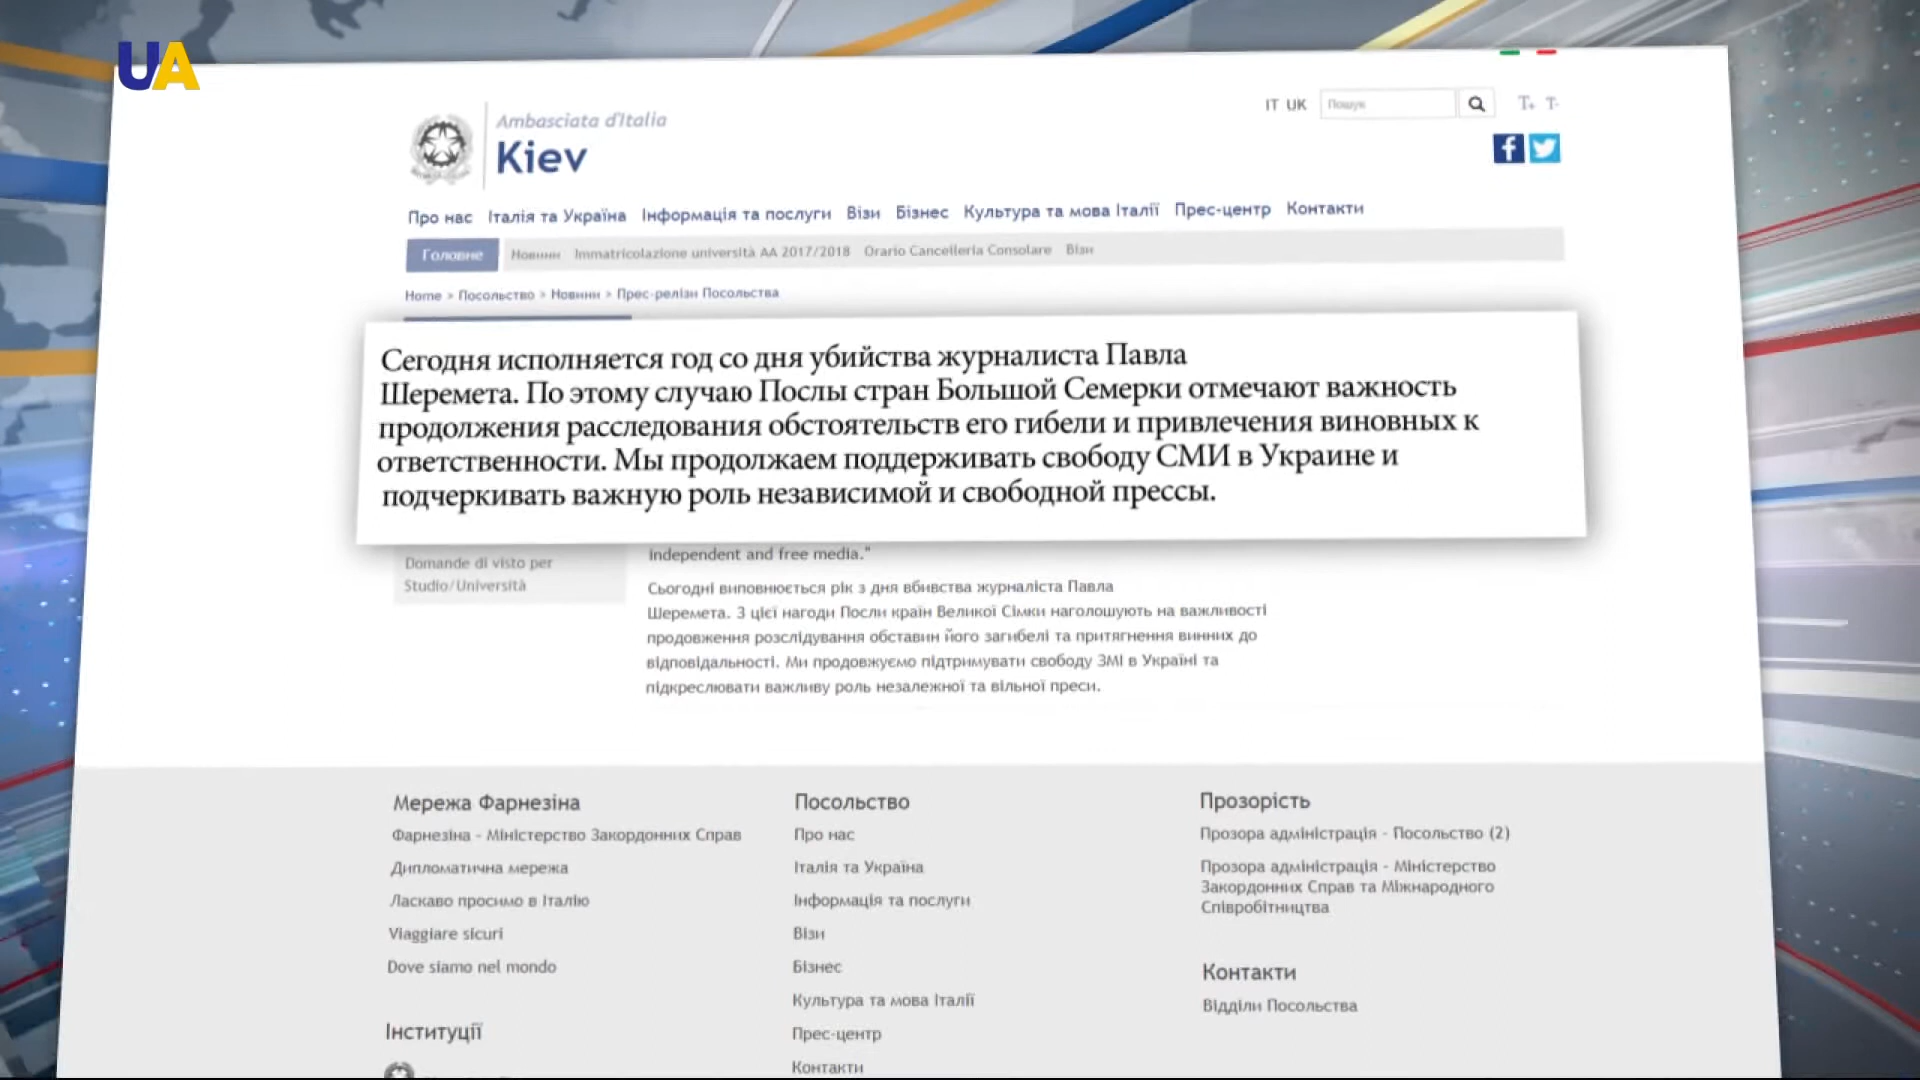 UA
Ambasciata d'Italia
Kiev
IT UK
Пошук
T+ T-
Про нас Італія та Україна Інформація та послуги Візи Бізнес Культура та мова Італії Прес-центр Контакти
Головне Новини Immatricolazione università AA 2017/2018 Orario Cancelleria Consolare Візи
Home > Посольство > Новини > Прес-релізи Посольства
Сегодня исполняется год со дня убийства журналиста Павла
Шеремета. По этому случаю Послы стран Большой Семерки отмечают важность
продолжения расследования обстоятельств его гибели и привлечения виновных к
ответственности. Мы продолжаем поддерживать свободу СМИ в Украине и
подчеркивать важную роль независимой и свободной прессы.
independent and free media."
Domande di visto per
Studio/Università
Сьогодні виповнюється рік з дня вбивства журналіста Павла
Шеремета. З цієї нагоди Посли країн Великої Сімки наголошують на важливості
продовження розслідування обставин його загибелі та притягнення винних до
відповідальності. Ми продовжуємо підтримувати свободу ЗМІ в Україні та
підкреслювати важливу роль незалежної та вільної преси.
Мережа Фарнезіна
Фарнезіна - Міністерство Закордонних Справ
Дипломатична мережа
Ласкаво просимо в Італію
Viaggiare sicuri
Dove siamo nel mondo
Інституції
Посольство
Про нас
Італія та Україна
Інформація та послуги
Візи
Бізнес
Культура та мова Італії
Прес-центр
Контакти
Прозорість
Прозора адміністрація - Посольство (2)
Прозора адміністрація - Міністерство
Закордонних Справ та Міжнародного
Співробітництва
Контакти
Відділи Посольства